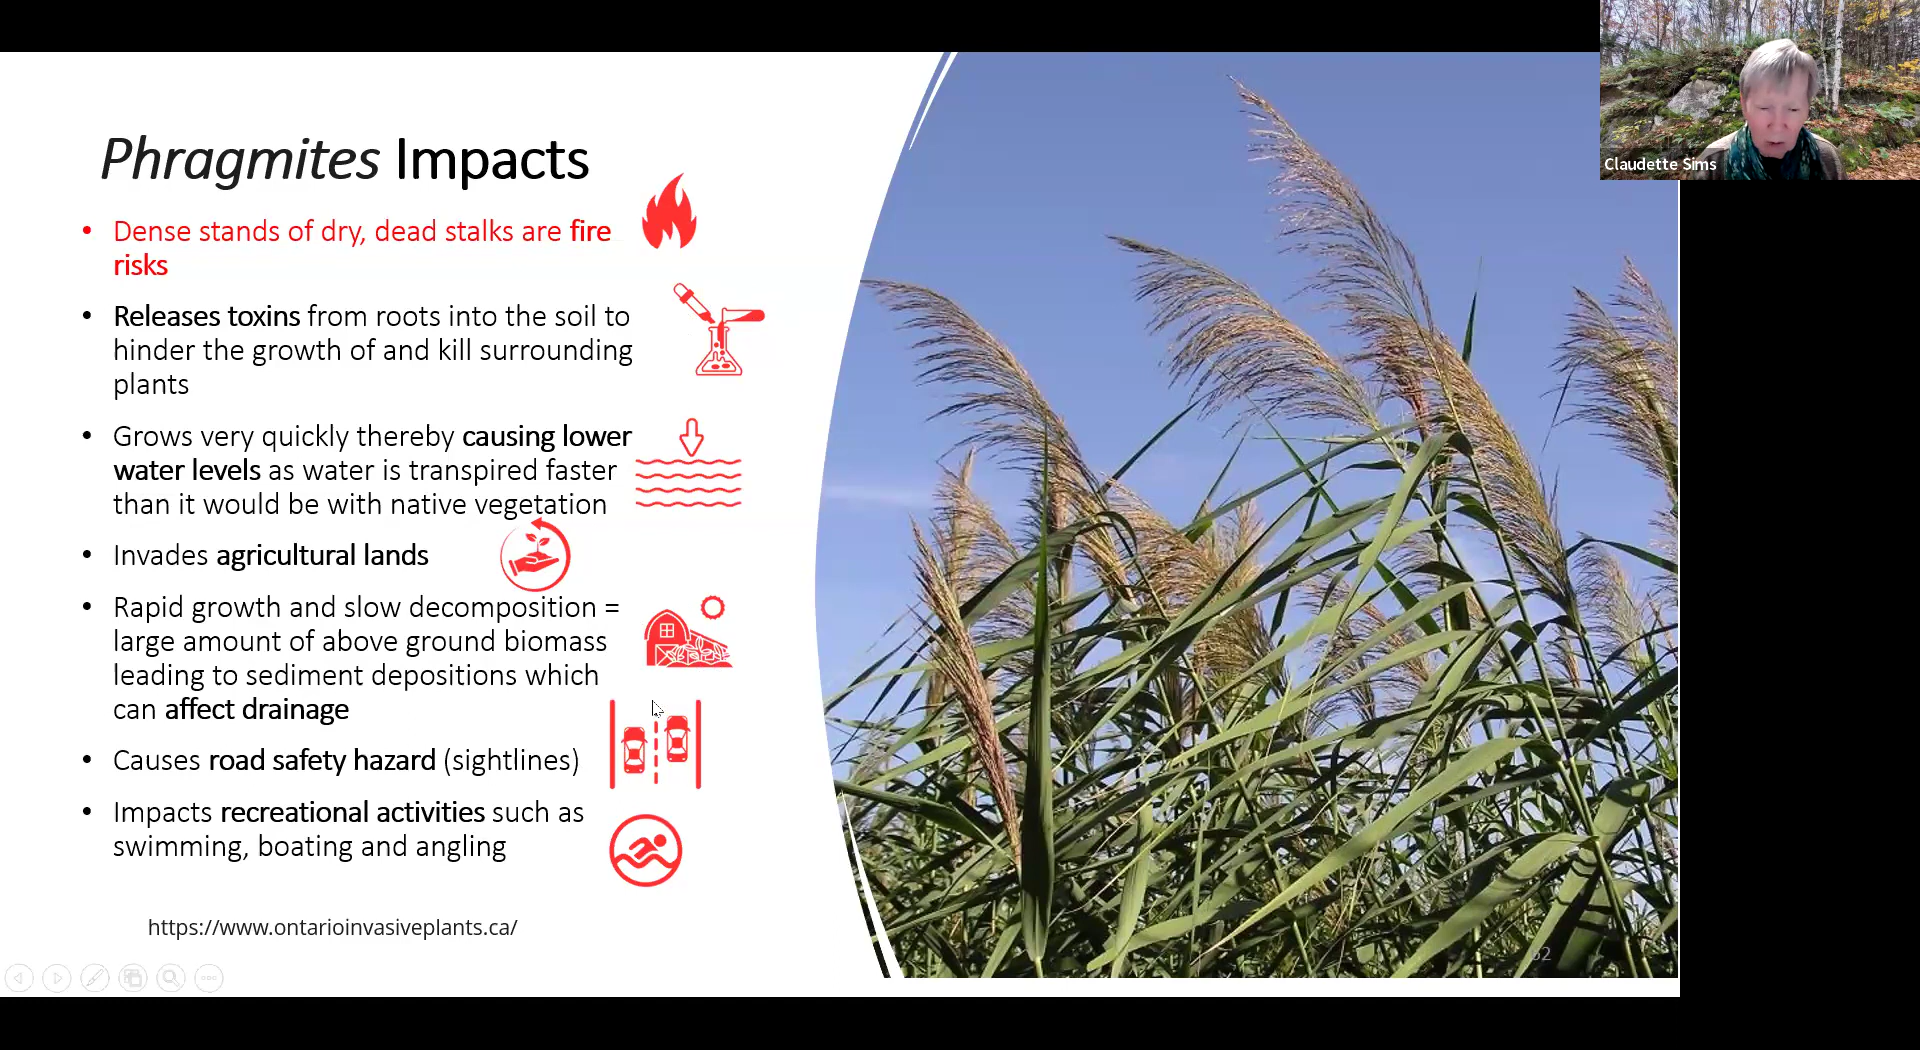 Claudette Sims
Phragmites Impacts
• Dense stands of dry, dead stalks are fire
risks
• Releases toxins from roots into the soil to
hinder the growth of and kill surrounding
plants
• Grows very quickly thereby causing lower
water levels as water is transpired faster
than it would be with native vegetation
• Invades agricultural lands
• Rapid growth and slow decomposition =
large amount of above ground biomass
leading to sediment depositions which
can affect drainage
• Causes road safety hazard (sightlines)
• Impacts recreational activities such as
swimming, boating and angling
https://www.ontarioinvasiveplants.ca/
62